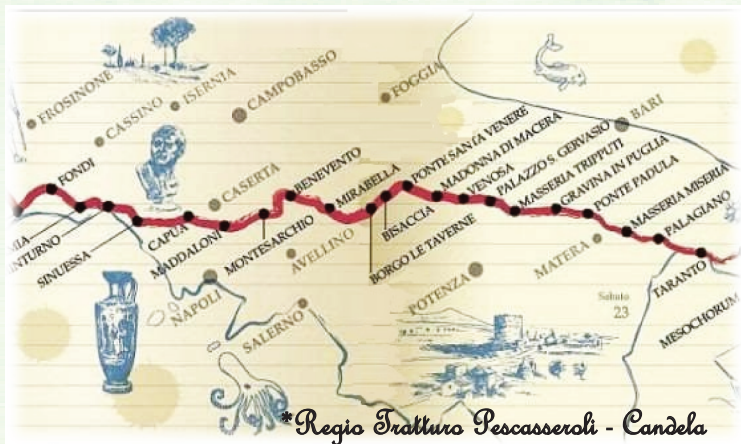 FROSINONE
CASSINO
ISERNIA
CAMPOBASSO
FOGGIA
BARI
FONDI
SINUESSA
CAPUA
MADDALONI
CASERTA
MONTESARCHIO
BENEVENTO
MIRABELLA
AVELLINO
BORGO LE TAVERNE
BISACCIA
PONTE SANTA VENERE
MADONNA DI MACERA
VENOSA
PALAZZO S. GERVASIO
MASSERIA TRIPPUTI
GRAVINA IN PUGLIA
PONTE PADULA
MASSERIA MISERIA
PALAGIANO
TARANTO
MESOCHORUM
MATERA
POTENZA
NAPOLI
SALERNO
Sabato
23
*Regio Tratturo Pescasseroli - Candela